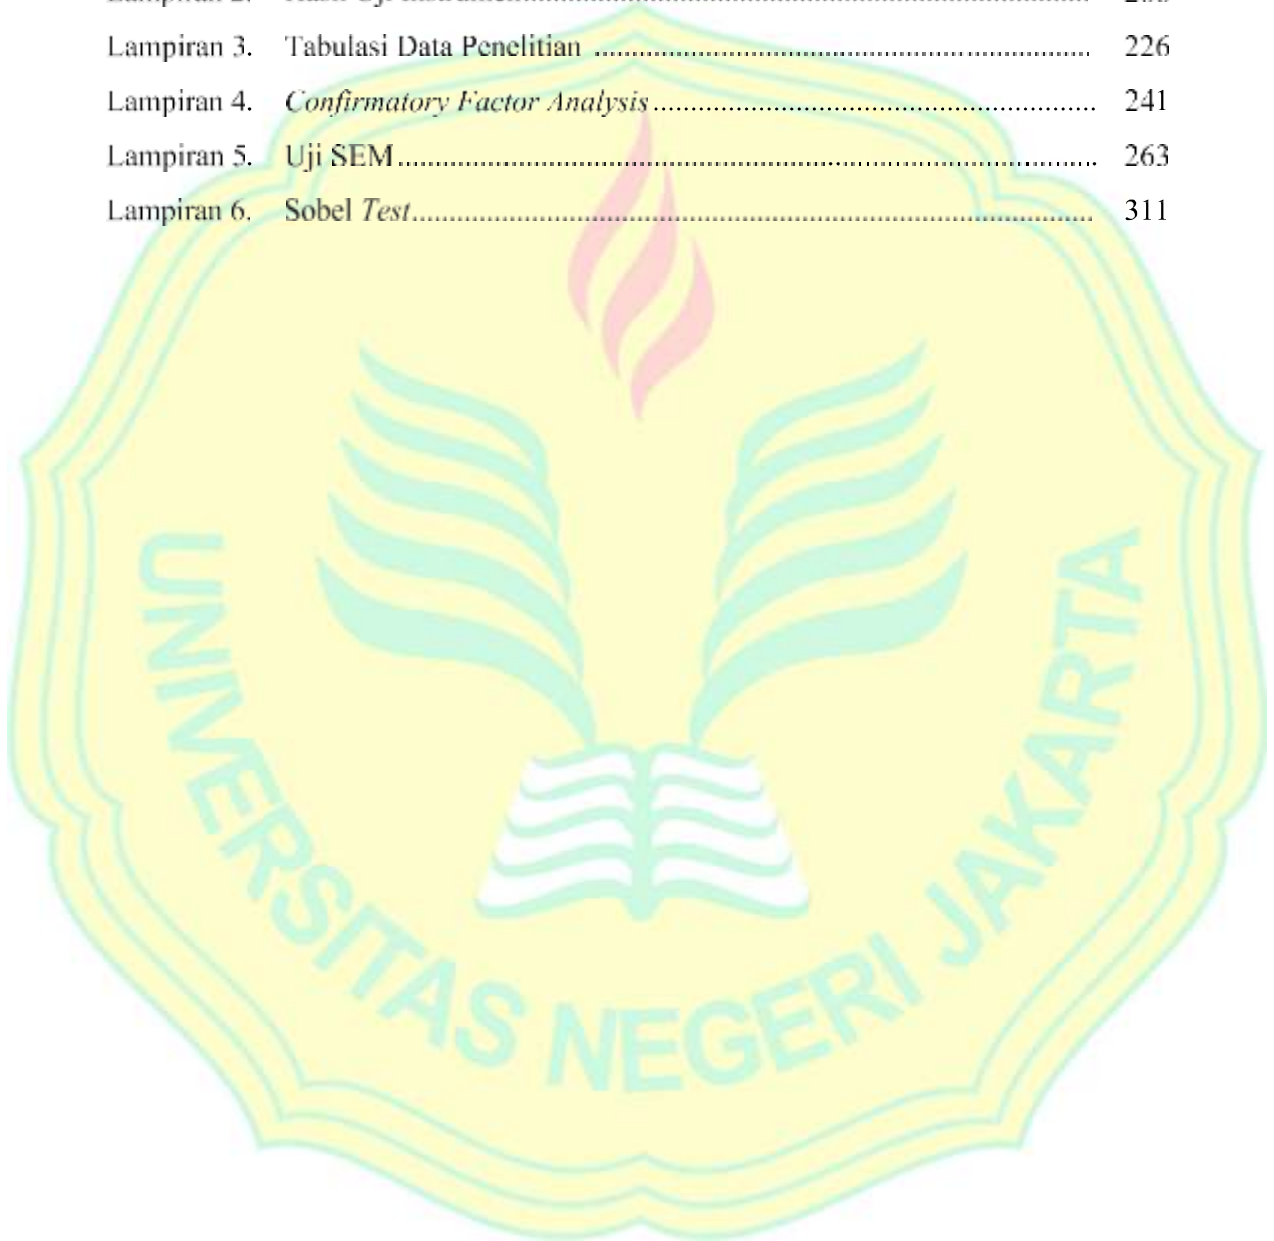 Lampiran 3. Tabulasi Data Penelitian ........................................ 226
Lampiran 4. Confirmatory Factor Analysis ........................................ 241
Lampiran 5. Uji SEM ........................................ 263
Lampiran 6. Sobel Test ........................................ 311
UNIVERSITAS NEGERI JAKARTA